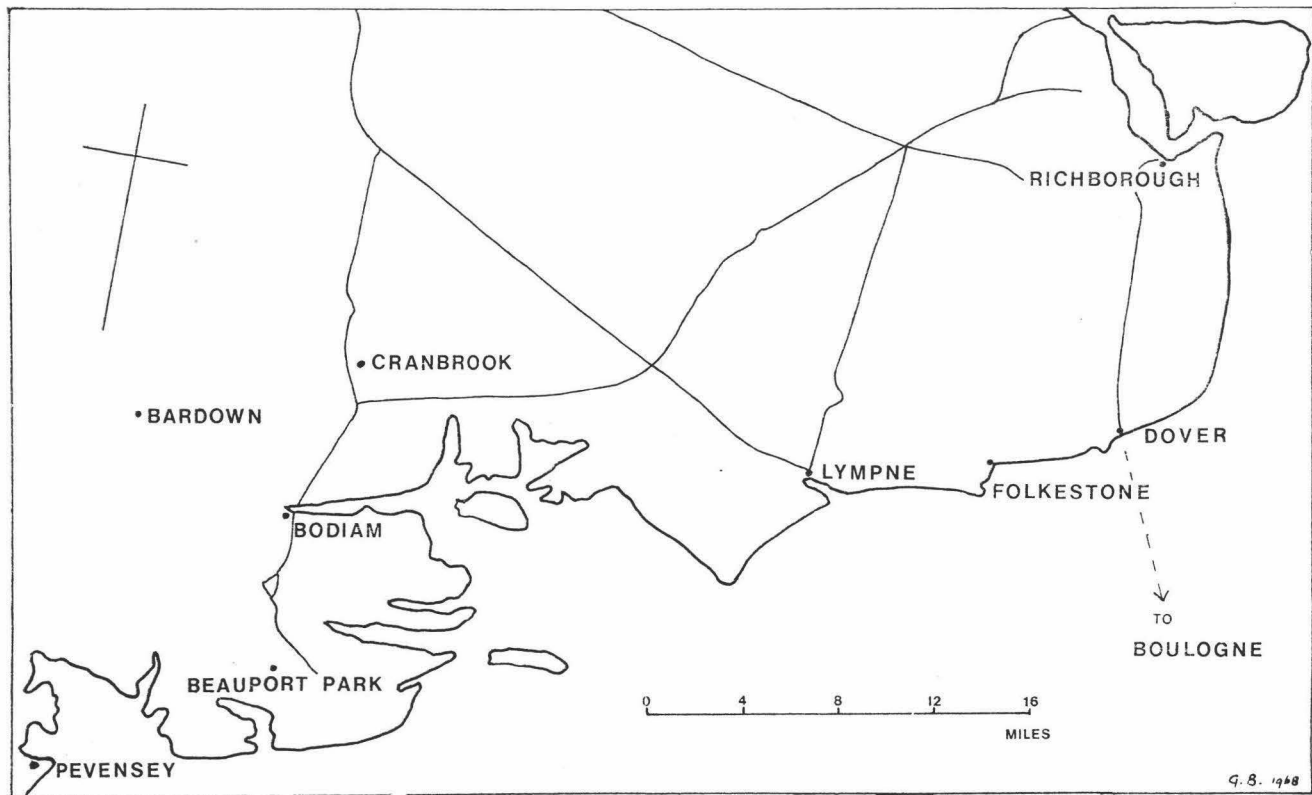 RICHBOROUGH
CRANBROOK
BARDOWN
DOVER
LYMPNE
FOLKESTONE
BODIAM
TO
BOULOGNE
BEAUPORT PARK
0 4 8 12 16
MILES
PEVENSEY
G.B. 1968